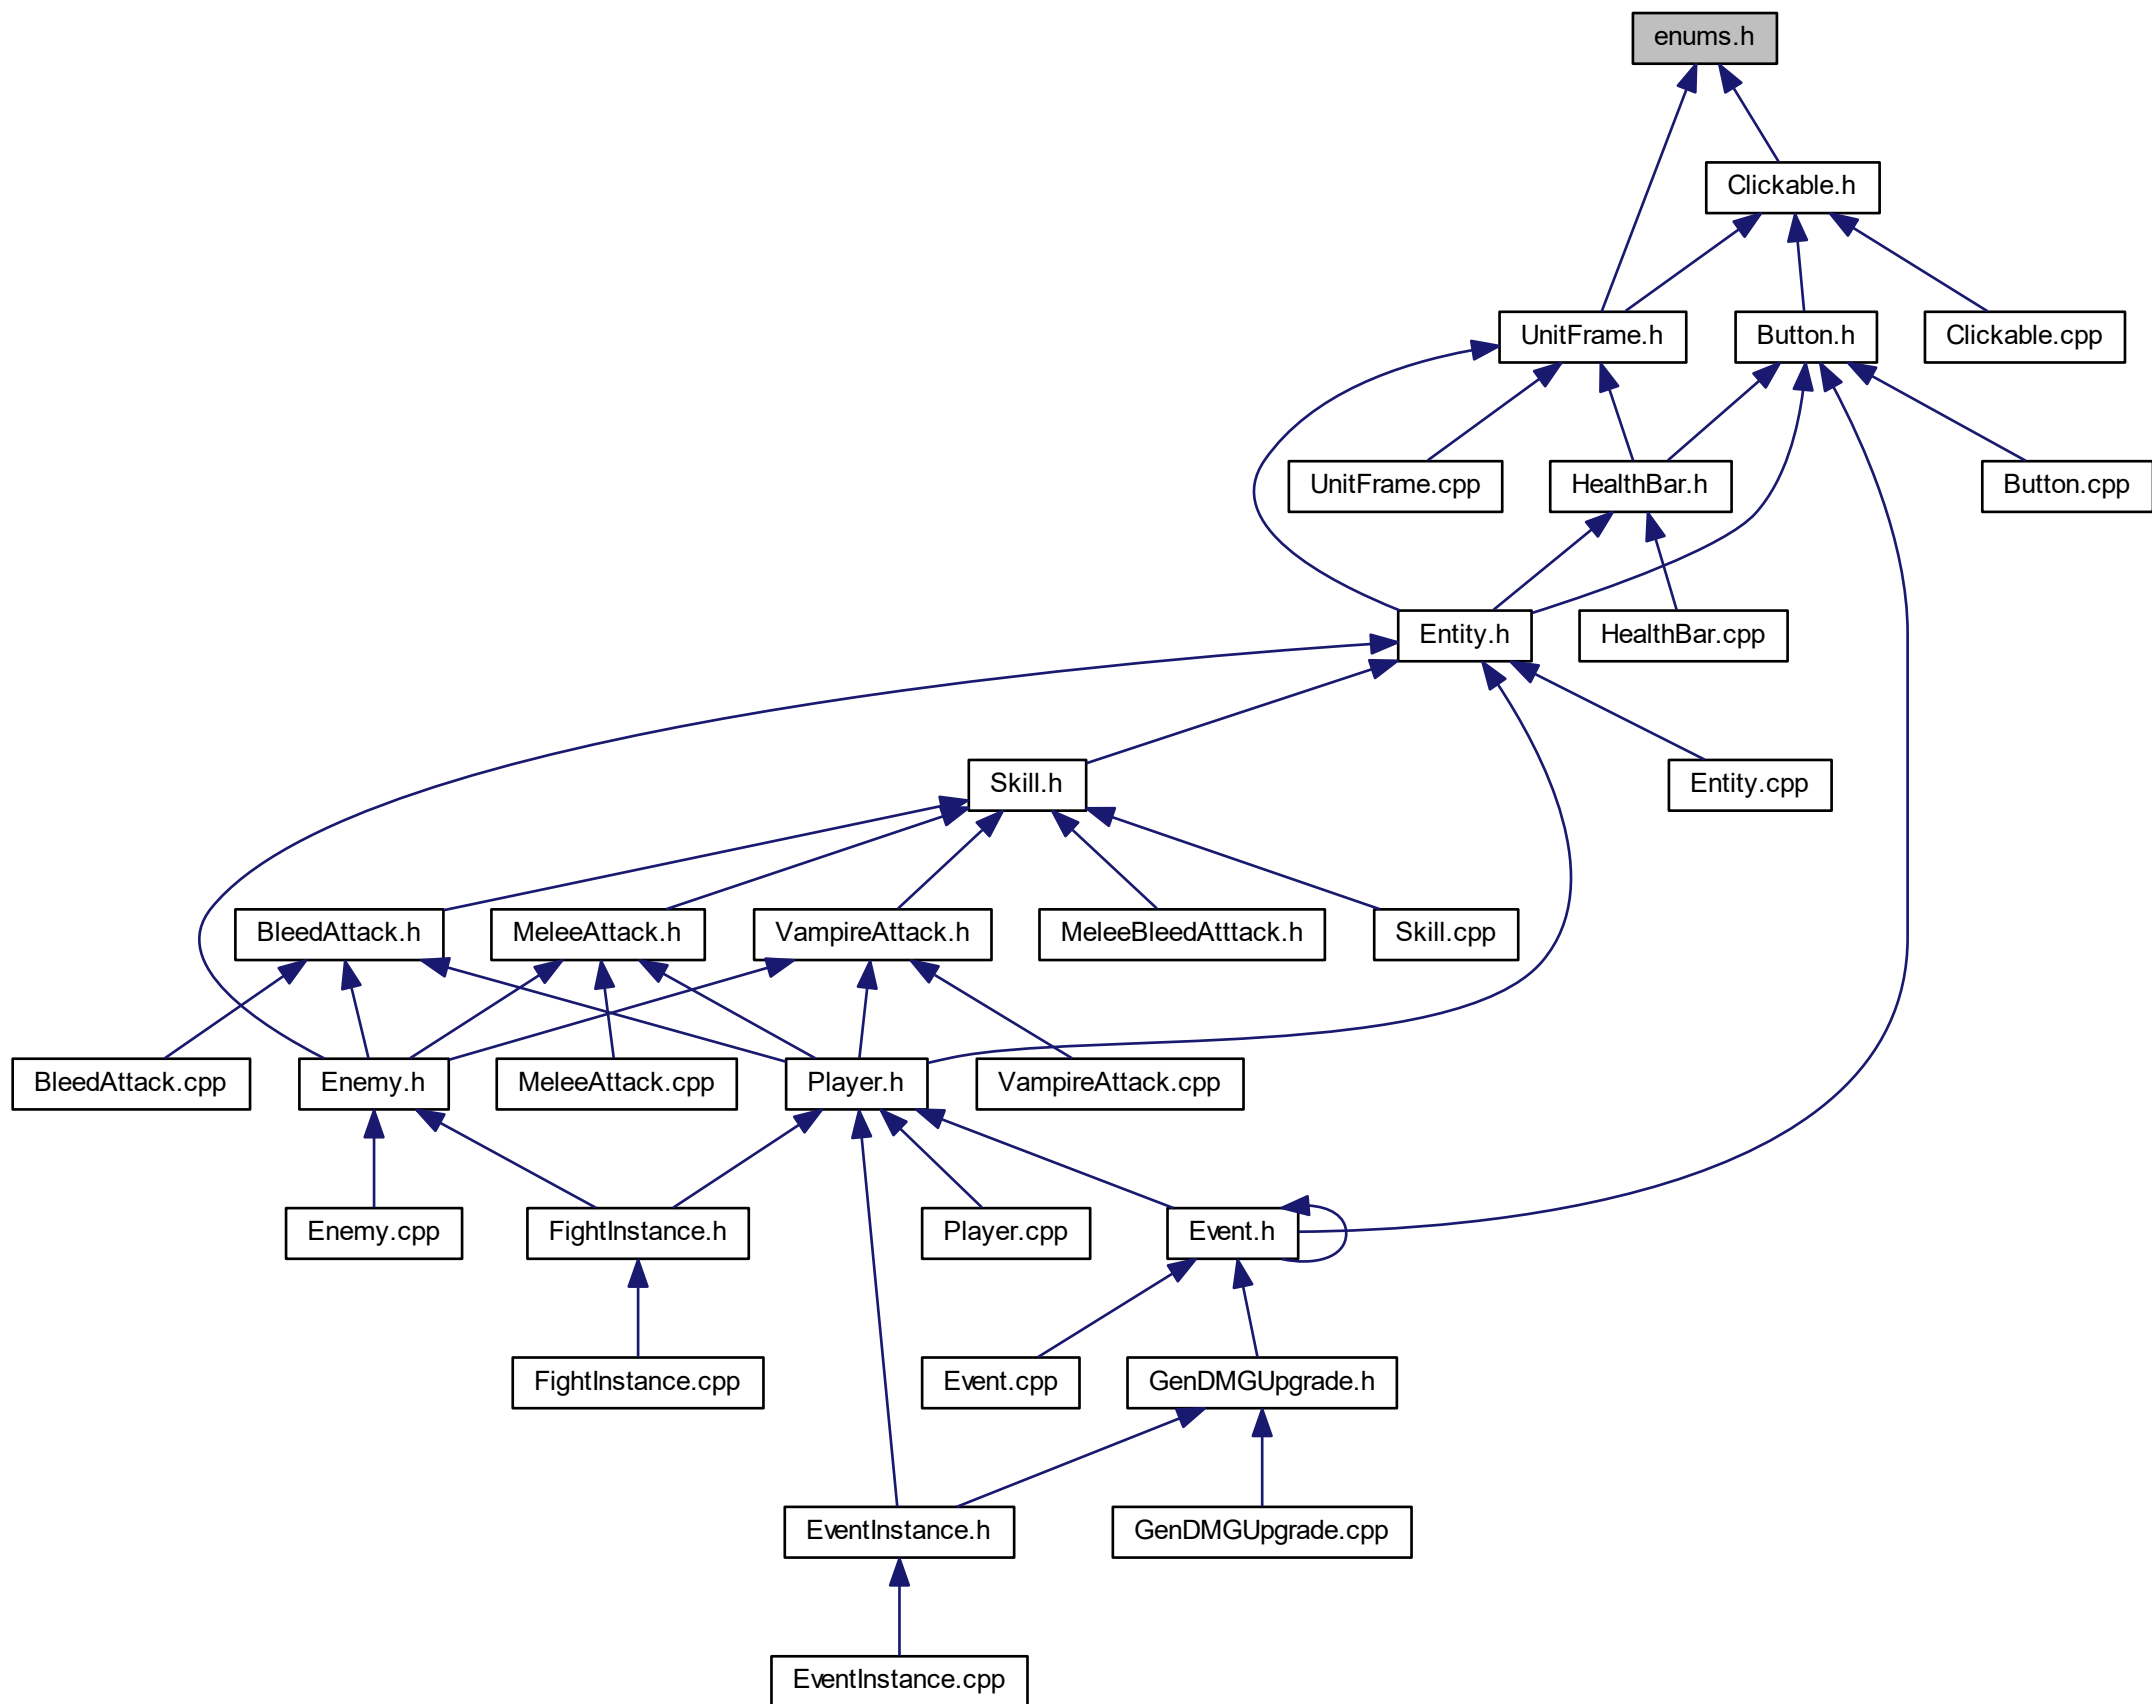 enums.h
Clickable.h
UnitFrame.h
Button.h
Clickable.cpp
UnitFrame.cpp
HealthBar.h
Button.cpp
Entity.h
HealthBar.cpp
Skill.h
Entity.cpp
BleedAttack.h
MeleeAttack.h
VampireAttack.h
MeleeBleedAtttack.h
Skill.cpp
BleedAttack.cpp
Enemy.h
MeleeAttack.cpp
Player.h
VampireAttack.cpp
Enemy.cpp
FightInstance.h
Player.cpp
Event.h
FightInstance.cpp
Event.cpp
GenDMGUpgrade.h
EventInstance.h
GenDMGUpgrade.cpp
EventInstance.cpp